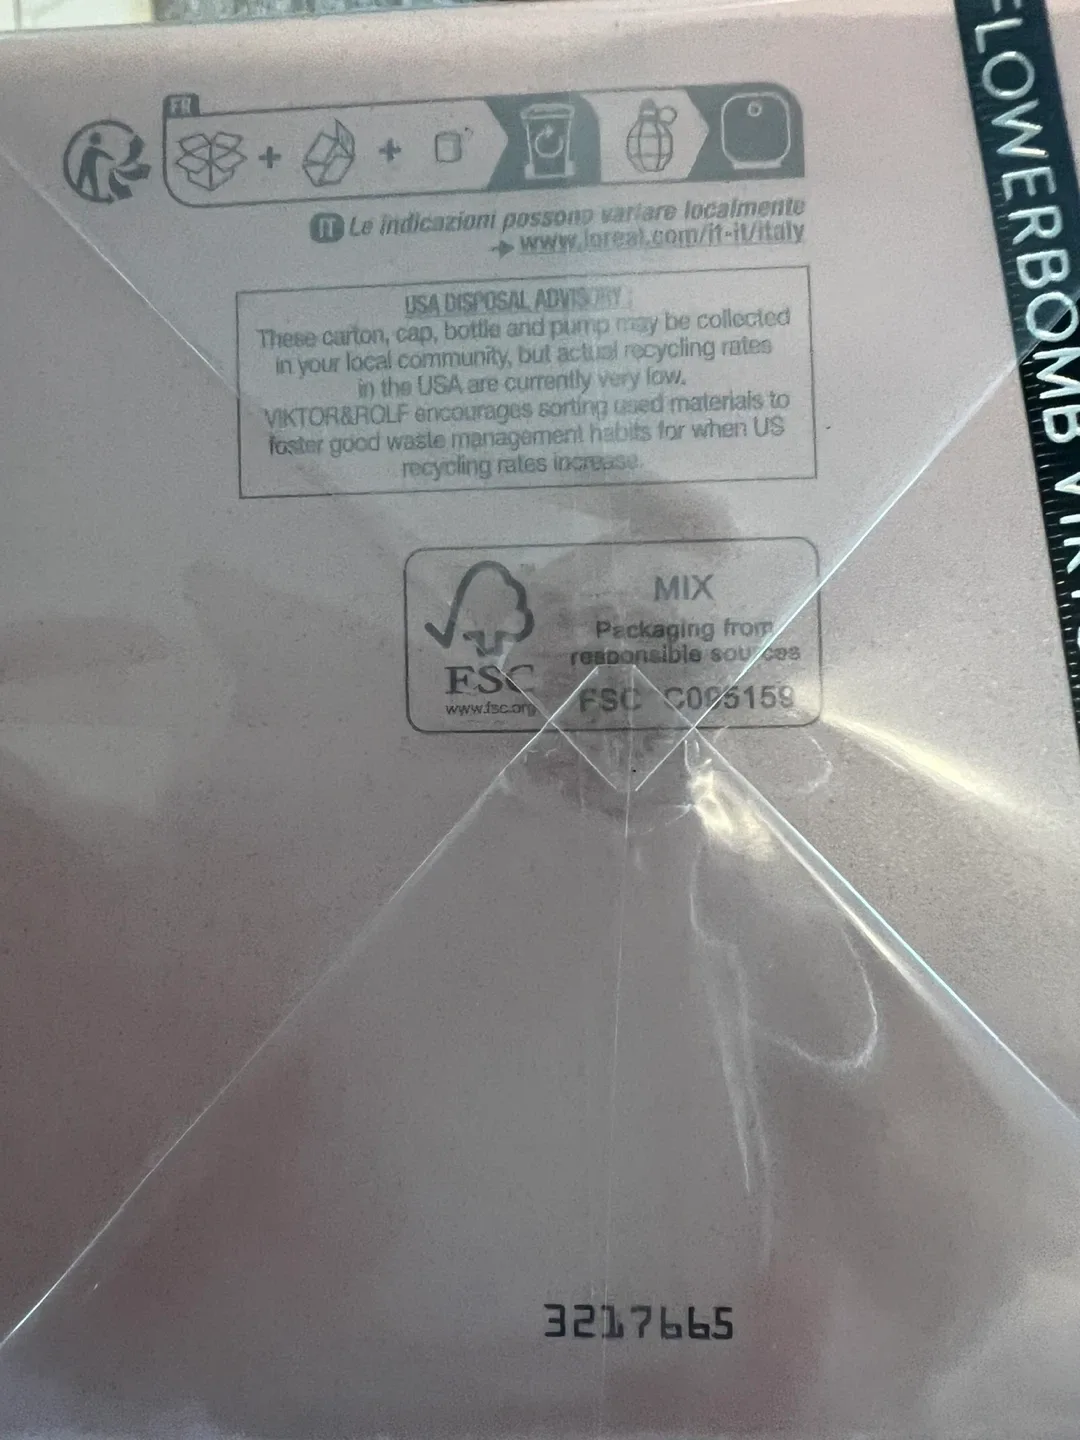 FR
+ +
IT Le indicazioni possono variare localmente
→ www.loreal.com/it-it/italy
USA DISPOSAL ADVISORY :
These carton, cap, bottle and pump may be collected
in your local community, but actual recycling rates
in the USA are currently very low.
VIKTOR&ROLF encourages sorting used materials to
foster good waste management habits for when US
recycling rates increase.
FSC
www.fsc.org
MIX
Packaging from
responsible sources
FSC C095159
3217665
FLOWERBOMB